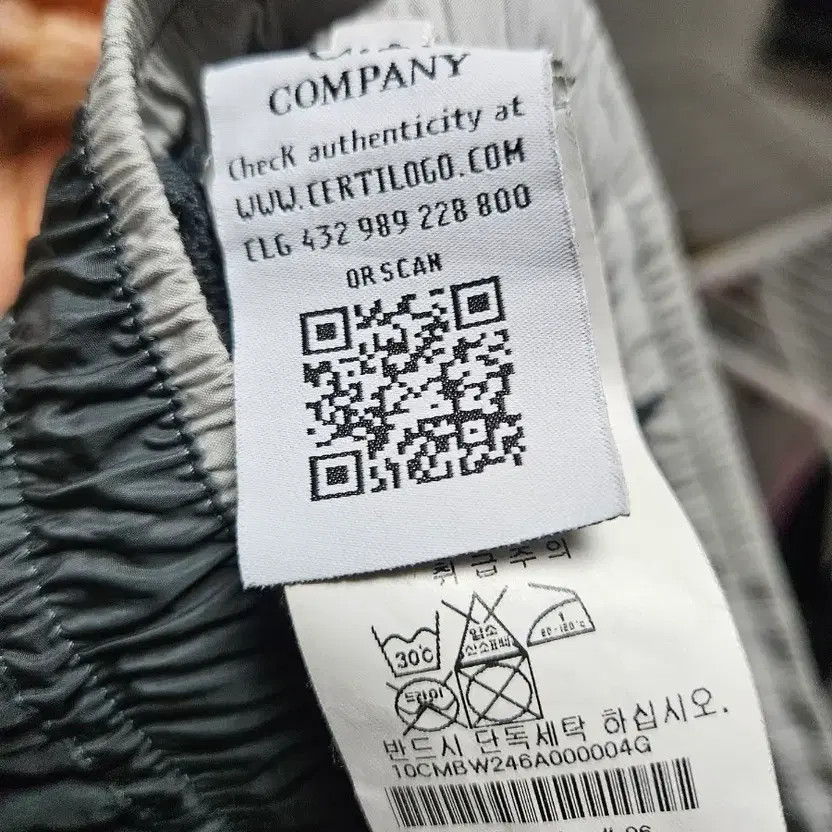 COMPANY
Check authenticity at
WWW.CERTILOGO.COM
CLG 432 989 228 800
OR SCAN
취급주의
30℃
염소
산소표백
1
80-120℃
드라이
반드시 단독세탁 하십시오.
10CMBW246A000004G